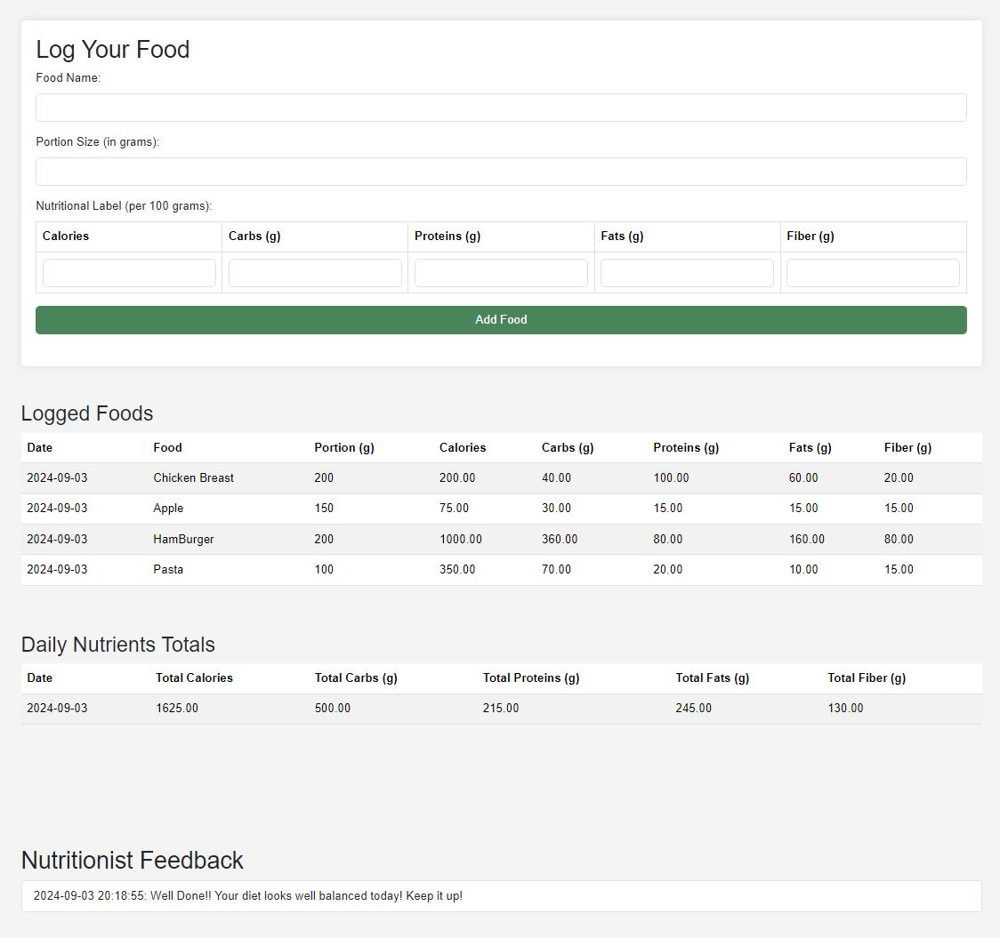 Log Your Food
Food Name:
Portion Size (in grams):
Nutritional Label (per 100 grams):
Calories Carbs (g) Proteins (g) Fats (g) Fiber (g)
Add Food
Logged Foods
Date Food Portion (g) Calories Carbs (g) Proteins (g) Fats (g) Fiber (g)
2024-09-03 Chicken Breast 200 200.00 40.00 100.00 60.00 20.00
2024-09-03 Apple 150 75.00 30.00 15.00 15.00 15.00
2024-09-03 HamBurger 200 1000.00 360.00 80.00 160.00 80.00
2024-09-03 Pasta 100 350.00 70.00 20.00 10.00 15.00
Daily Nutrients Totals
Date Total Calories Total Carbs (g) Total Proteins (g) Total Fats (g) Total Fiber (g)
2024-09-03 1625.00 500.00 215.00 245.00 130.00
Nutritionist Feedback
2024-09-03 20:18:55: Well Done!! Your diet looks well balanced today! Keep it up!